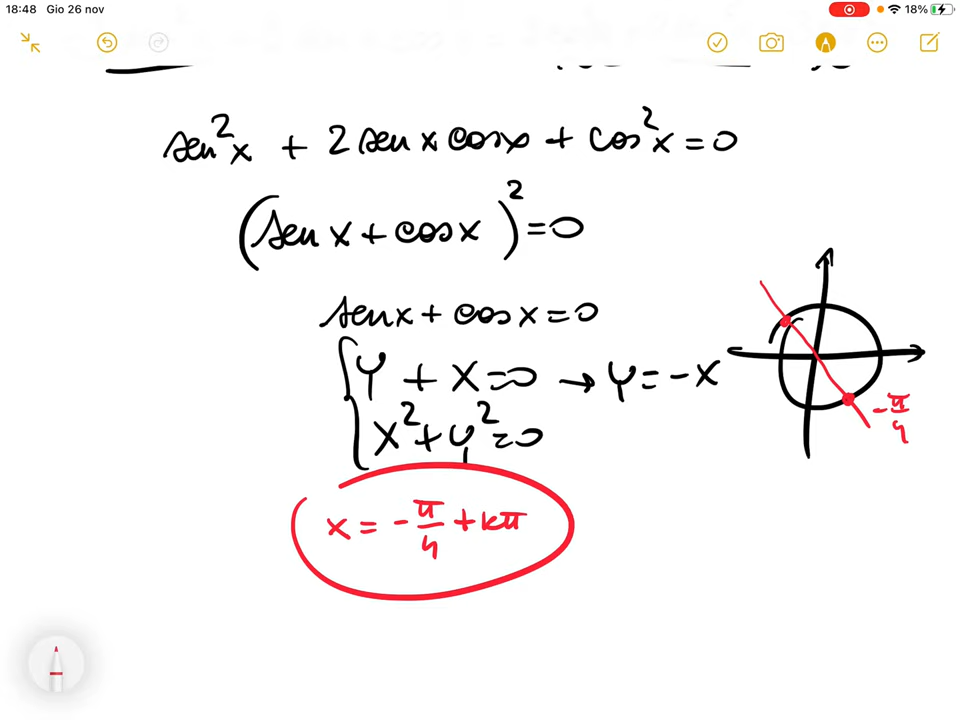 18:48 Gio 26 nov 18%
sen²x + 2 sen x cos x + cos²x = 0
(sen x + cos x)² = 0
sen x + cos x = 0
{ Y + X = 0 → Y = -X
x² + y² = 0
-π/4
x = -π/4 + kπ